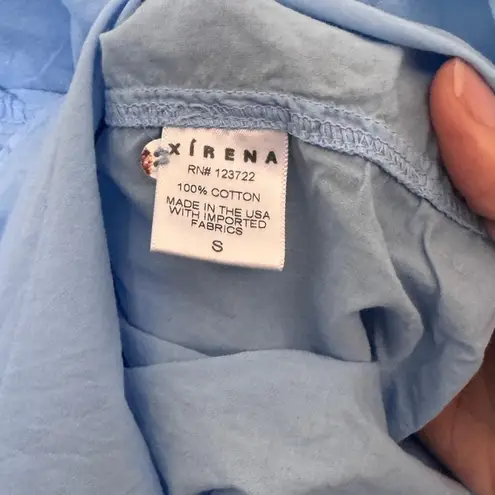 XÍRENA
RN# 123722
100% COTTON
MADE IN THE USA
WITH IMPORTED
FABRICS
S